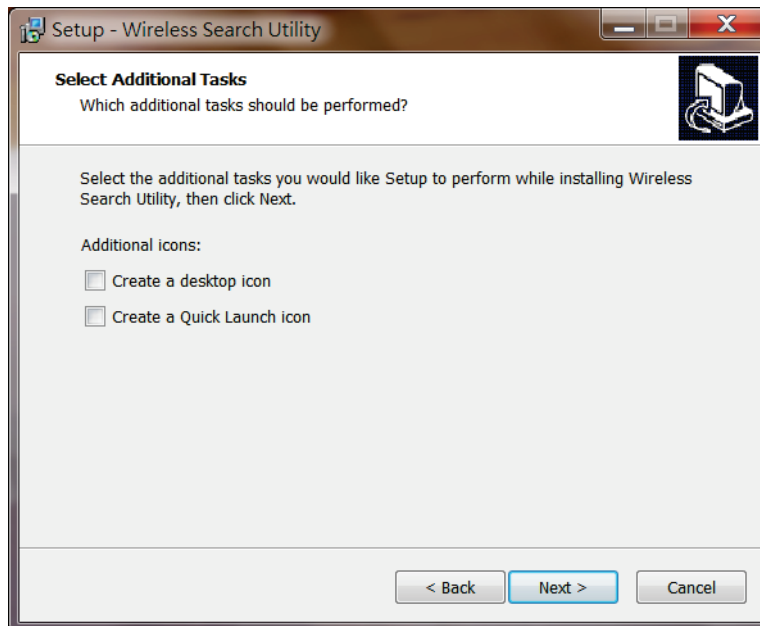 Setup - Wireless Search Utility
Select Additional Tasks
Which additional tasks should be performed?
Select the additional tasks you would like Setup to perform while installing Wireless
Search Utility, then click Next.
Additional icons:
Create a desktop icon
Create a Quick Launch icon
< Back
Next >
Cancel